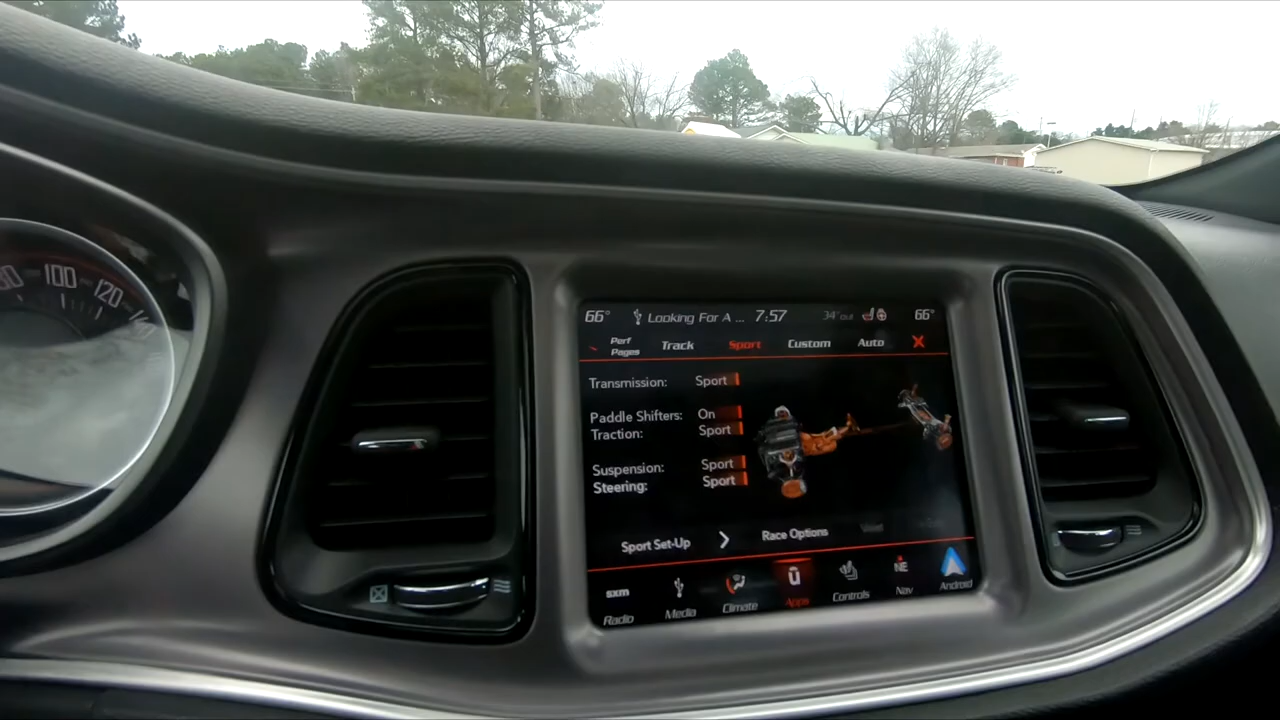 100
120
66° Looking For A ... 7:57 34° out 66°
Perf Pages Track Sport Custom Auto X
Transmission: Sport
Paddle Shifters: On
Traction: Sport
Suspension: Sport
Steering: Sport
Sport Set-Up > Race Options
sxm
Radio Media Climate Apps Controls NE Nav Android